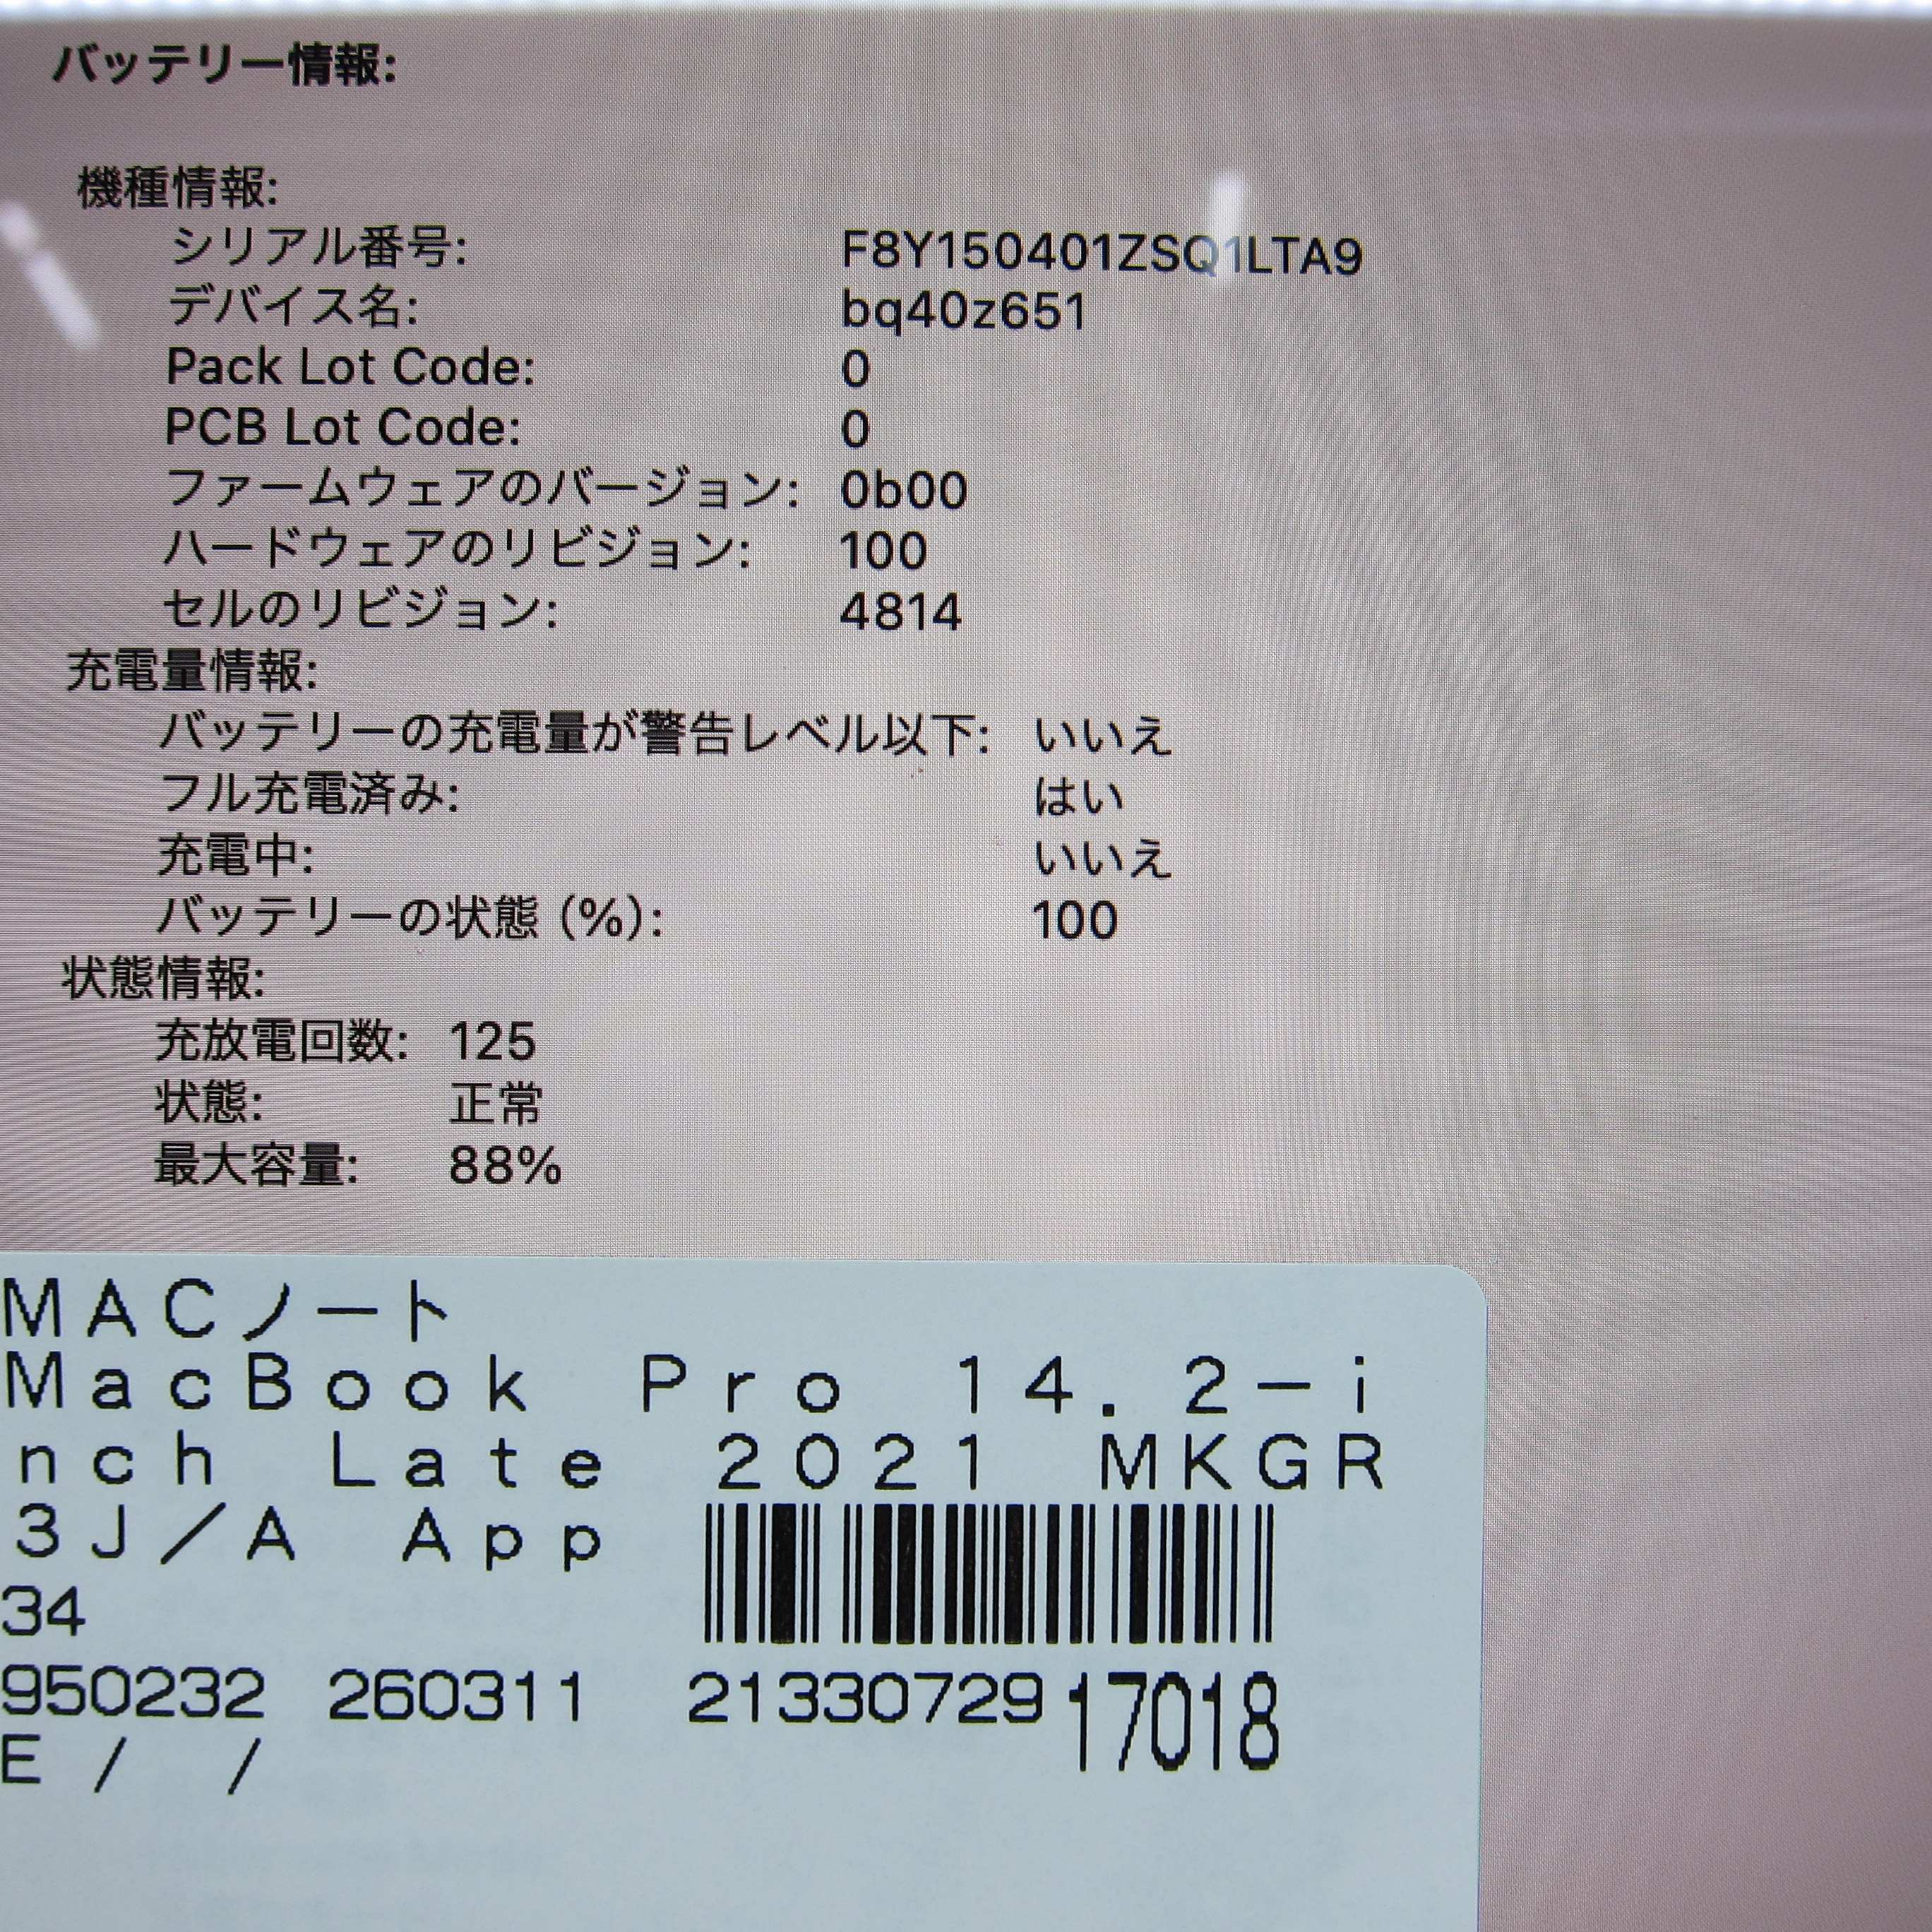 バッテリー情報:
機種情報:
シリアル番号: F8Y150401ZSQ1LTA9
デバイス名: bq40z651
Pack Lot Code: 0
PCB Lot Code: 0
ファームウェアのバージョン: 0b00
ハードウェアのリビジョン: 100
セルのリビジョン: 4814
充電量情報:
バッテリーの充電量が警告レベル以下: いいえ
フル充電済み: はい
充電中: いいえ
バッテリーの状態 (%): 100
状態情報:
充放電回数: 125
状態: 正常
最大容量: 88%
MACノート
MacBook Pro 14.2-i
nch Late 2021 MKGR
3J/A App
34
950232 260311 21330729 17018
E / /